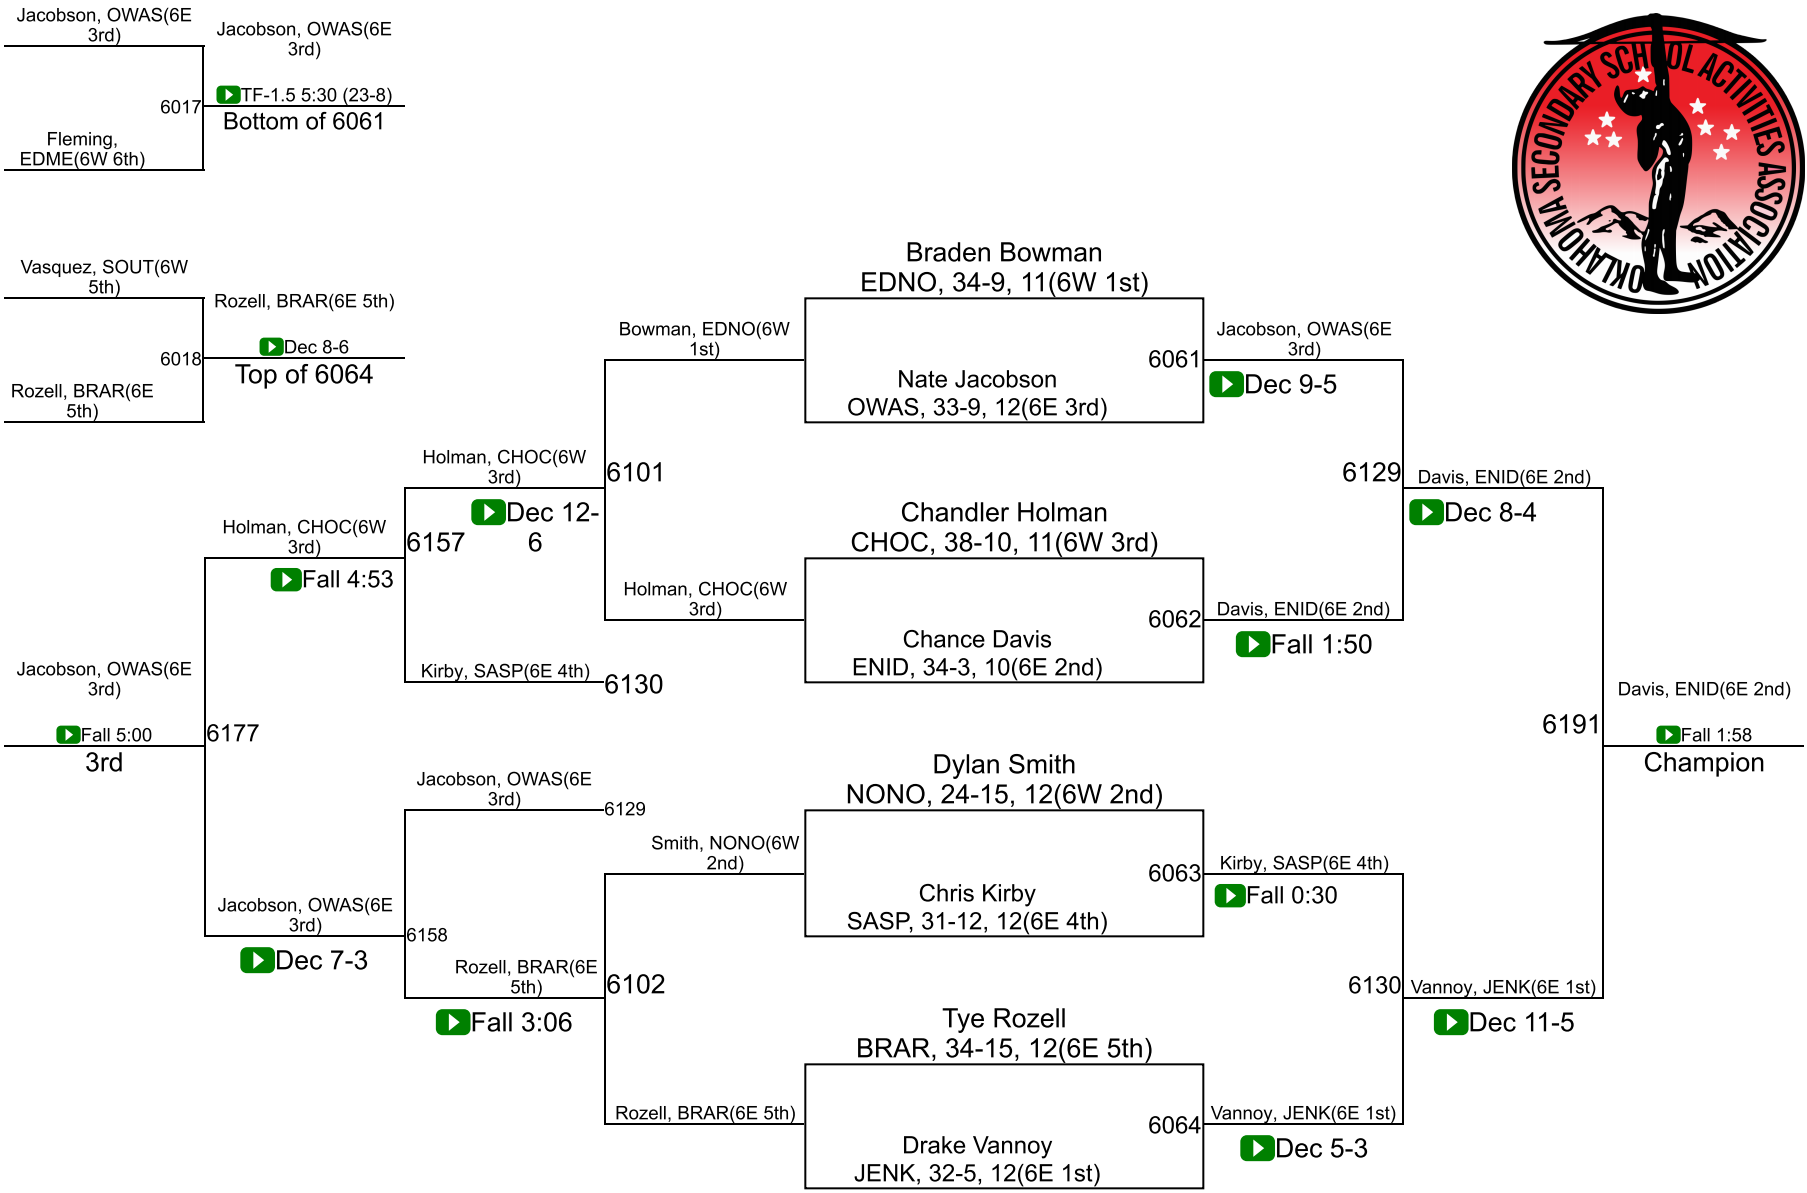 Jacobson, OWAS(6E
3rd)
Jacobson, OWAS(6E
3rd)
6017
TF-1.5 5:30 (23-8)
Bottom of 6061
Fleming,
EDME(6W 6th)
OKLAHOMA SECONDARY SCHOOL ACTIVITIES ASSOCIATION
Vasquez, SOUT(6W
5th)
Rozell, BRAR(6E 5th)
6018
Dec 8-6
Top of 6064
Rozell, BRAR(6E
5th)
Braden Bowman
EDNO, 34-9, 11(6W 1st)
Bowman, EDNO(6W
1st)
6061
Jacobson, OWAS(6E
3rd)
Dec 9-5
Nate Jacobson
OWAS, 33-9, 12(6E 3rd)
Holman, CHOC(6W
3rd)
6101
Dec 12-
6
6129
Davis, ENID(6E 2nd)
Dec 8-4
Chandler Holman
CHOC, 38-10, 11(6W 3rd)
Holman, CHOC(6W
3rd)
6157
Fall 4:53
Holman, CHOC(6W
3rd)
6062
Davis, ENID(6E 2nd)
Fall 1:50
Chance Davis
ENID, 34-3, 10(6E 2nd)
Kirby, SASP(6E 4th)
6130
Jacobson, OWAS(6E
3rd)
6177
Fall 5:00
3rd
6191
Davis, ENID(6E 2nd)
Fall 1:58
Champion
Dylan Smith
NONO, 24-15, 12(6W 2nd)
Jacobson, OWAS(6E
3rd)
6129
Smith, NONO(6W
2nd)
6063
Kirby, SASP(6E 4th)
Fall 0:30
Chris Kirby
SASP, 31-12, 12(6E 4th)
Jacobson, OWAS(6E
3rd)
6158
Dec 7-3
Rozell, BRAR(6E
5th)
6102
Fall 3:06
6130
Vannoy, JENK(6E 1st)
Dec 11-5
Tye Rozell
BRAR, 34-15, 12(6E 5th)
Rozell, BRAR(6E 5th)
6064
Vannoy, JENK(6E 1st)
Dec 5-3
Drake Vannoy
JENK, 32-5, 12(6E 1st)